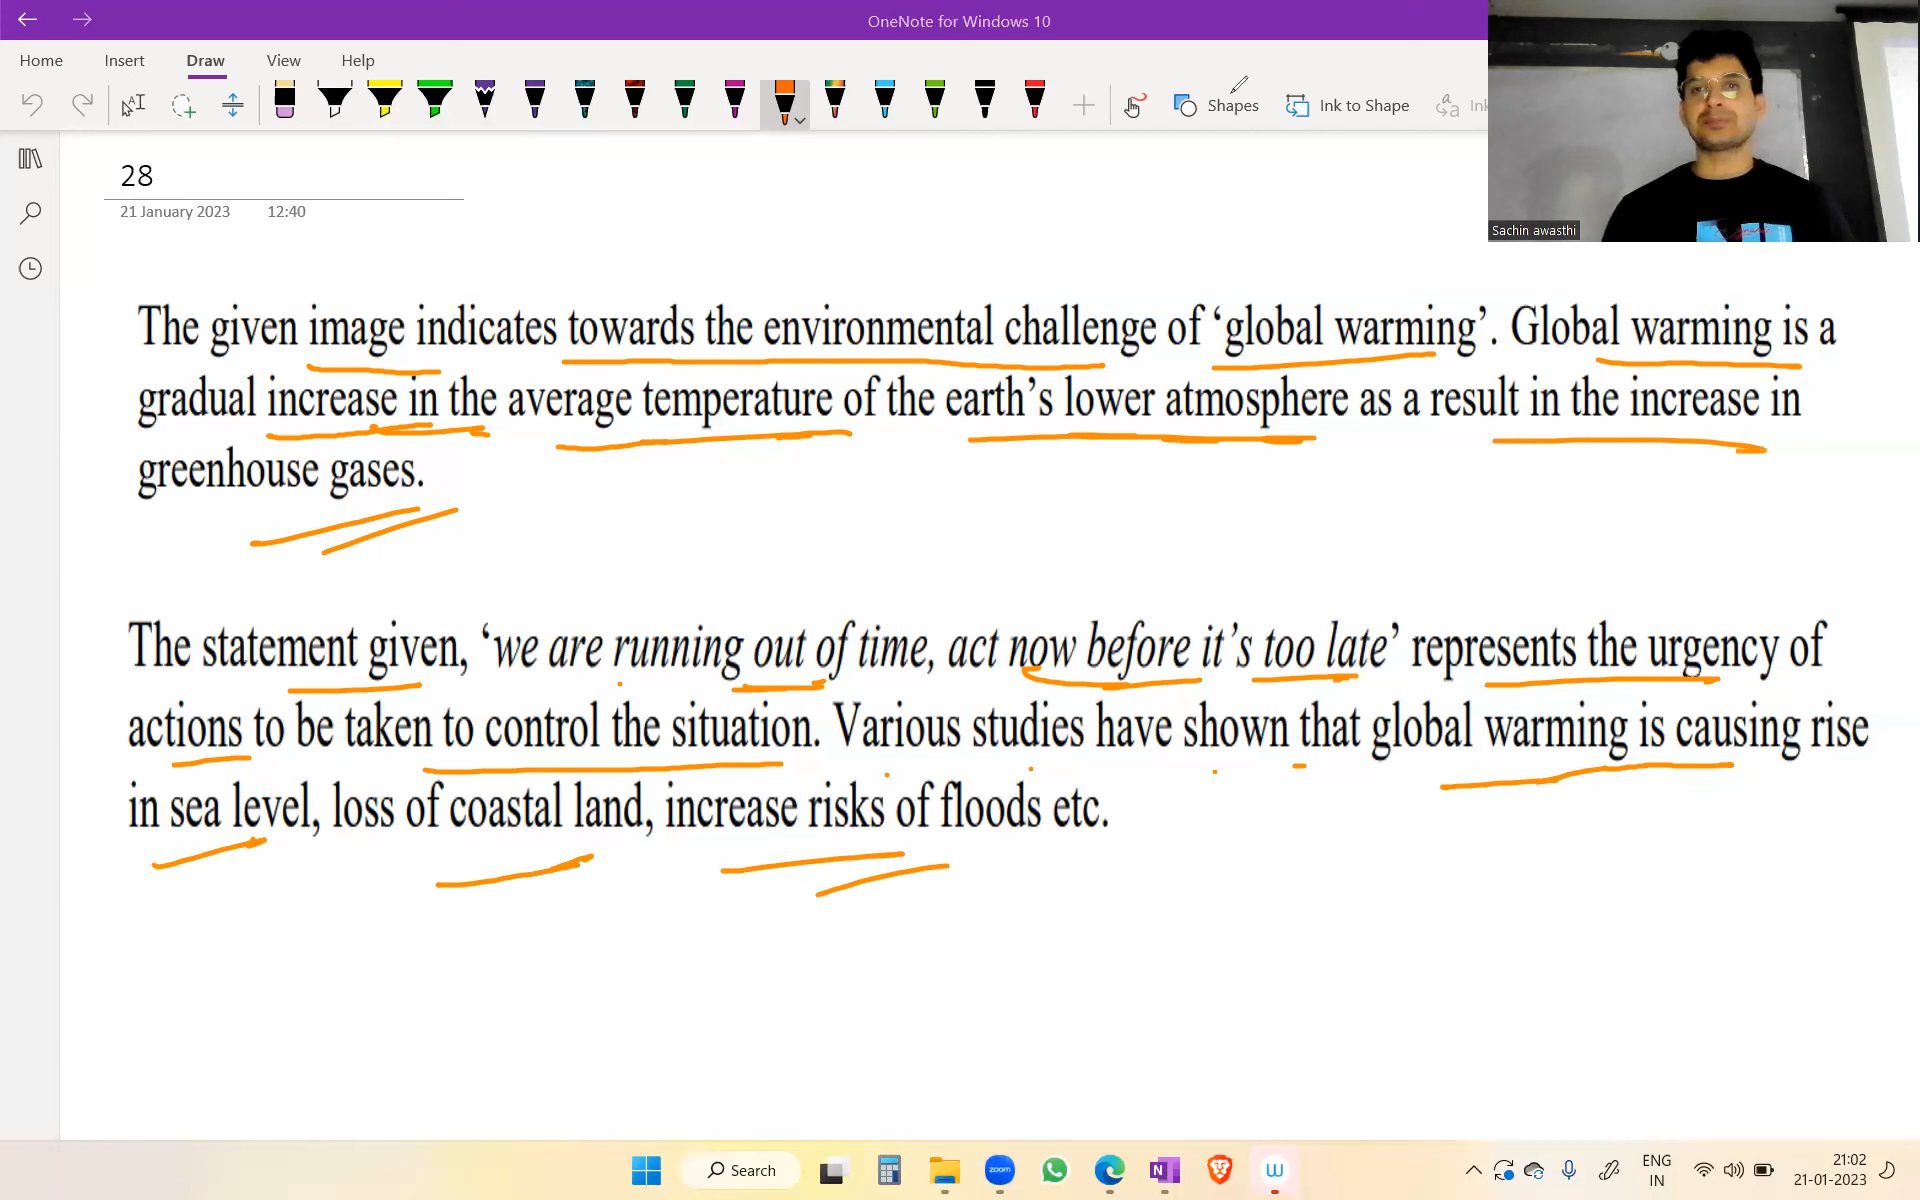 OneNote for Windows 10
Home Insert Draw View Help
Shapes Ink to Shape Ink
28
21 January 2023 12:40
Sachin awasthi
The given image indicates towards the environmental challenge of ‘global warming’. Global warming is a
gradual increase in the average temperature of the earth’s lower atmosphere as a result in the increase in
greenhouse gases.
The statement given, ‘we are running out of time, act now before it’s too late’ represents the urgency of
actions to be taken to control the situation. Various studies have shown that global warming is causing rise
in sea level, loss of coastal land, increase risks of floods etc.
Search
zoom
ENG
IN
21:02
21-01-2023